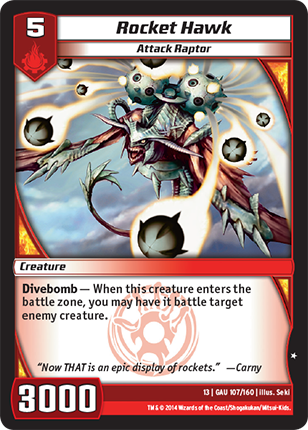 5
Rocket Hawk
Attack Raptor
Creature
Divebomb — When this creature enters the
battle zone, you may have it battle target
enemy creature.
“Now THAT is an epic display of rockets.” —Carny
3000
13 | GAU 107/160 | Illus. Seki
TM & © 2014 Wizards of the Coast/Shogakukan/Mitsui-Kids.